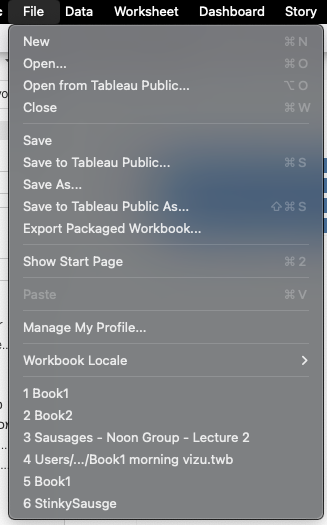 File Data Worksheet Dashboard Story
New ⌘ N
Open... ⌘ O
Open from Tableau Public... ⌥ O
Close ⌘ W
Save
Save to Tableau Public... ⌘ S
Save As...
Save to Tableau Public As... ⇧ ⌘ S
Export Packaged Workbook...
Show Start Page ⌘ 2
Paste ⌘ V
Manage My Profile...
Workbook Locale >
1 Book1
2 Book2
3 Sausages - Noon Group - Lecture 2
4 Users/.../Book1 morning vizu.twb
5 Book1
6 StinkySausge